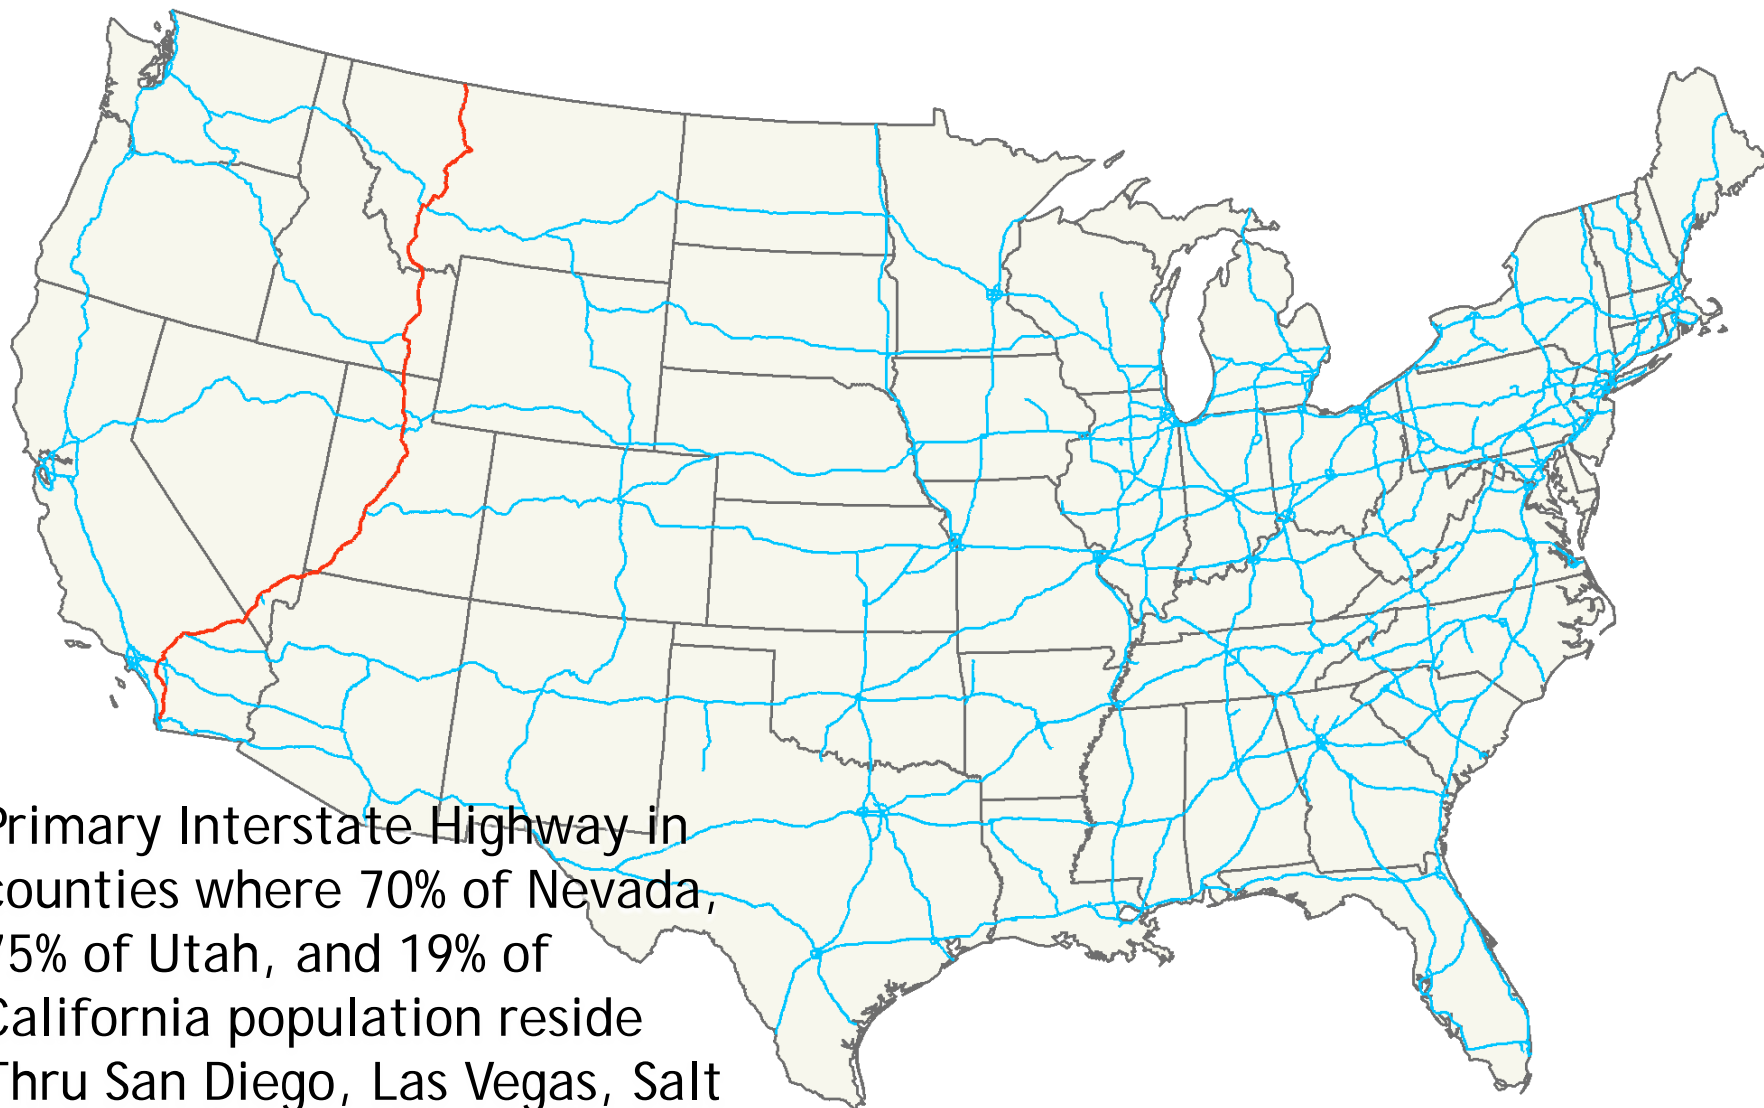 Primary Interstate Highway in
counties where 70% of Nevada,
75% of Utah, and 19% of
California population reside
Thru San Diego, Las Vegas, Salt